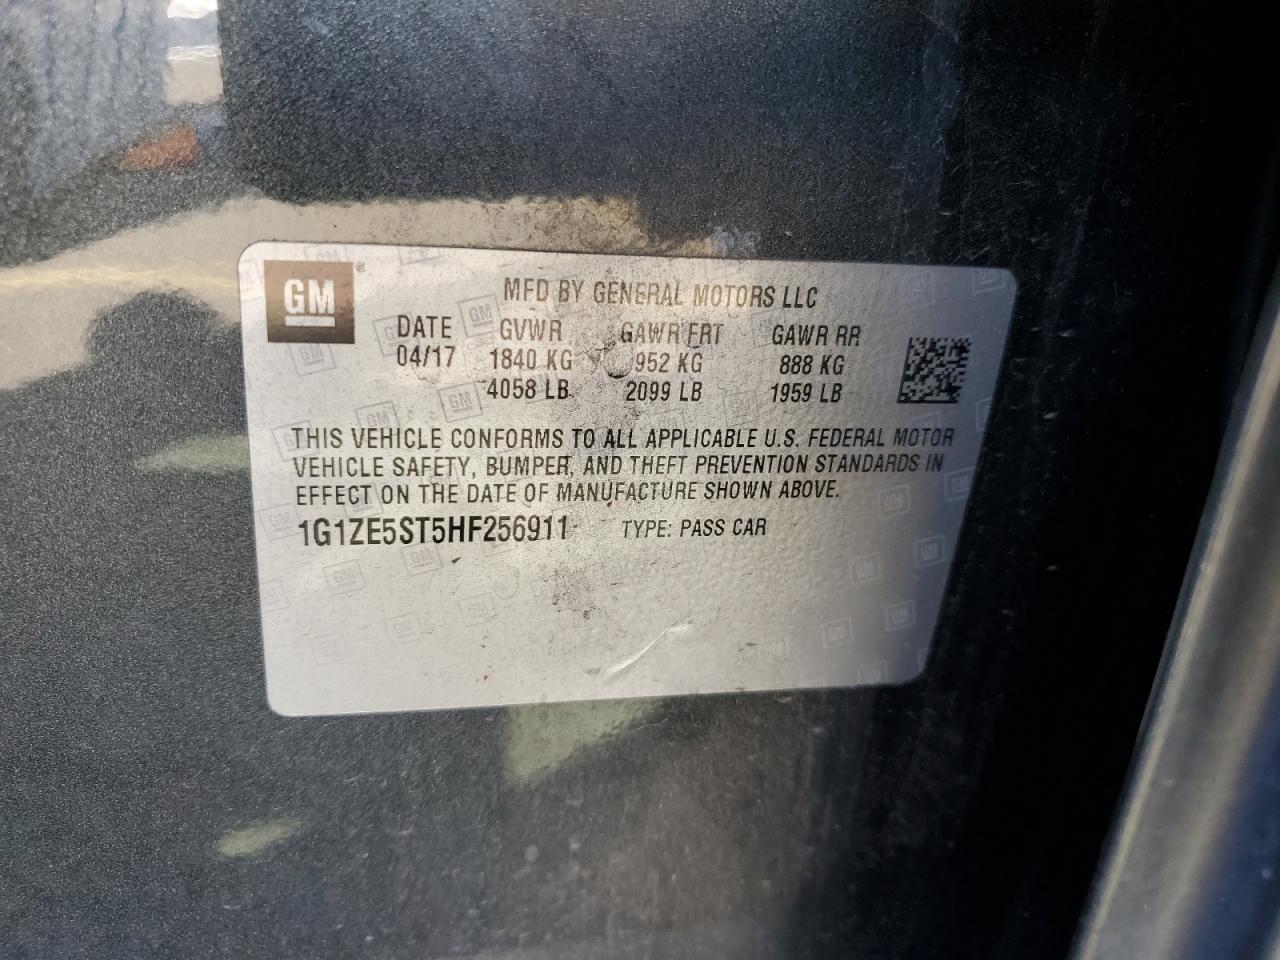 GM ®
MFD BY GENERAL MOTORS LLC
DATE GVWR GAWR FRT GAWR RR
04/17 1840 KG 952 KG 888 KG
4058 LB 2099 LB 1959 LB
THIS VEHICLE CONFORMS TO ALL APPLICABLE U.S. FEDERAL MOTOR
VEHICLE SAFETY, BUMPER, AND THEFT PREVENTION STANDARDS IN
EFFECT ON THE DATE OF MANUFACTURE SHOWN ABOVE.
1G1ZE5ST5HF256911 TYPE: PASS CAR